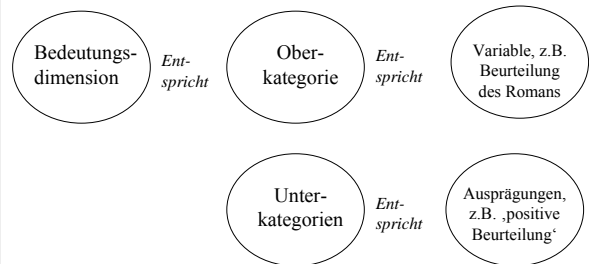 Bedeutungs-
dimension
Ent-
spricht
Ober-
kategorie
Ent-
spricht
Variable, z.B.
Beurteilung
des Romans
Unter-
kategorien
Ent-
spricht
Ausprägungen,
z.B. ‚positive
Beurteilung‘